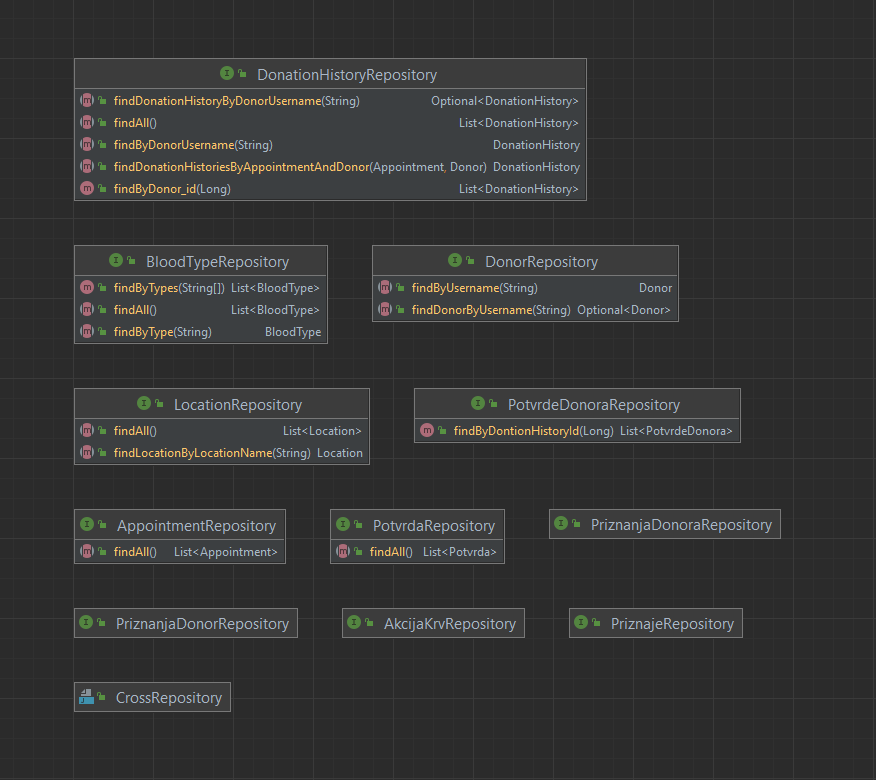 DonationHistoryRepository
findDonationHistoryByDonorUsername(String) Optional<DonationHistory>
findAll() List<DonationHistory>
findByDonorUsername(String) DonationHistory
findDonationHistoriesByAppointmentAndDonor(Appointment, Donor) DonationHistory
findByDonor_id(Long) List<DonationHistory>
BloodTypeRepository
findByTypes(String[]) List<BloodType>
findAll() List<BloodType>
findByType(String) BloodType
DonorRepository
findByUsername(String) Donor
findDonorByUsername(String) Optional<Donor>
LocationRepository
findAll() List<Location>
findLocationByLocationName(String) Location
PotvrdeDonoraRepository
findByDontionHistoryId(Long) List<PotvrdeDonora>
AppointmentRepository
findAll() List<Appointment>
PotvrdaRepository
findAll() List<Potvrda>
PriznanjaDonoraRepository
PriznanjaDonorRepository
AkcijaKrvRepository
PriznajeRepository
CrossRepository